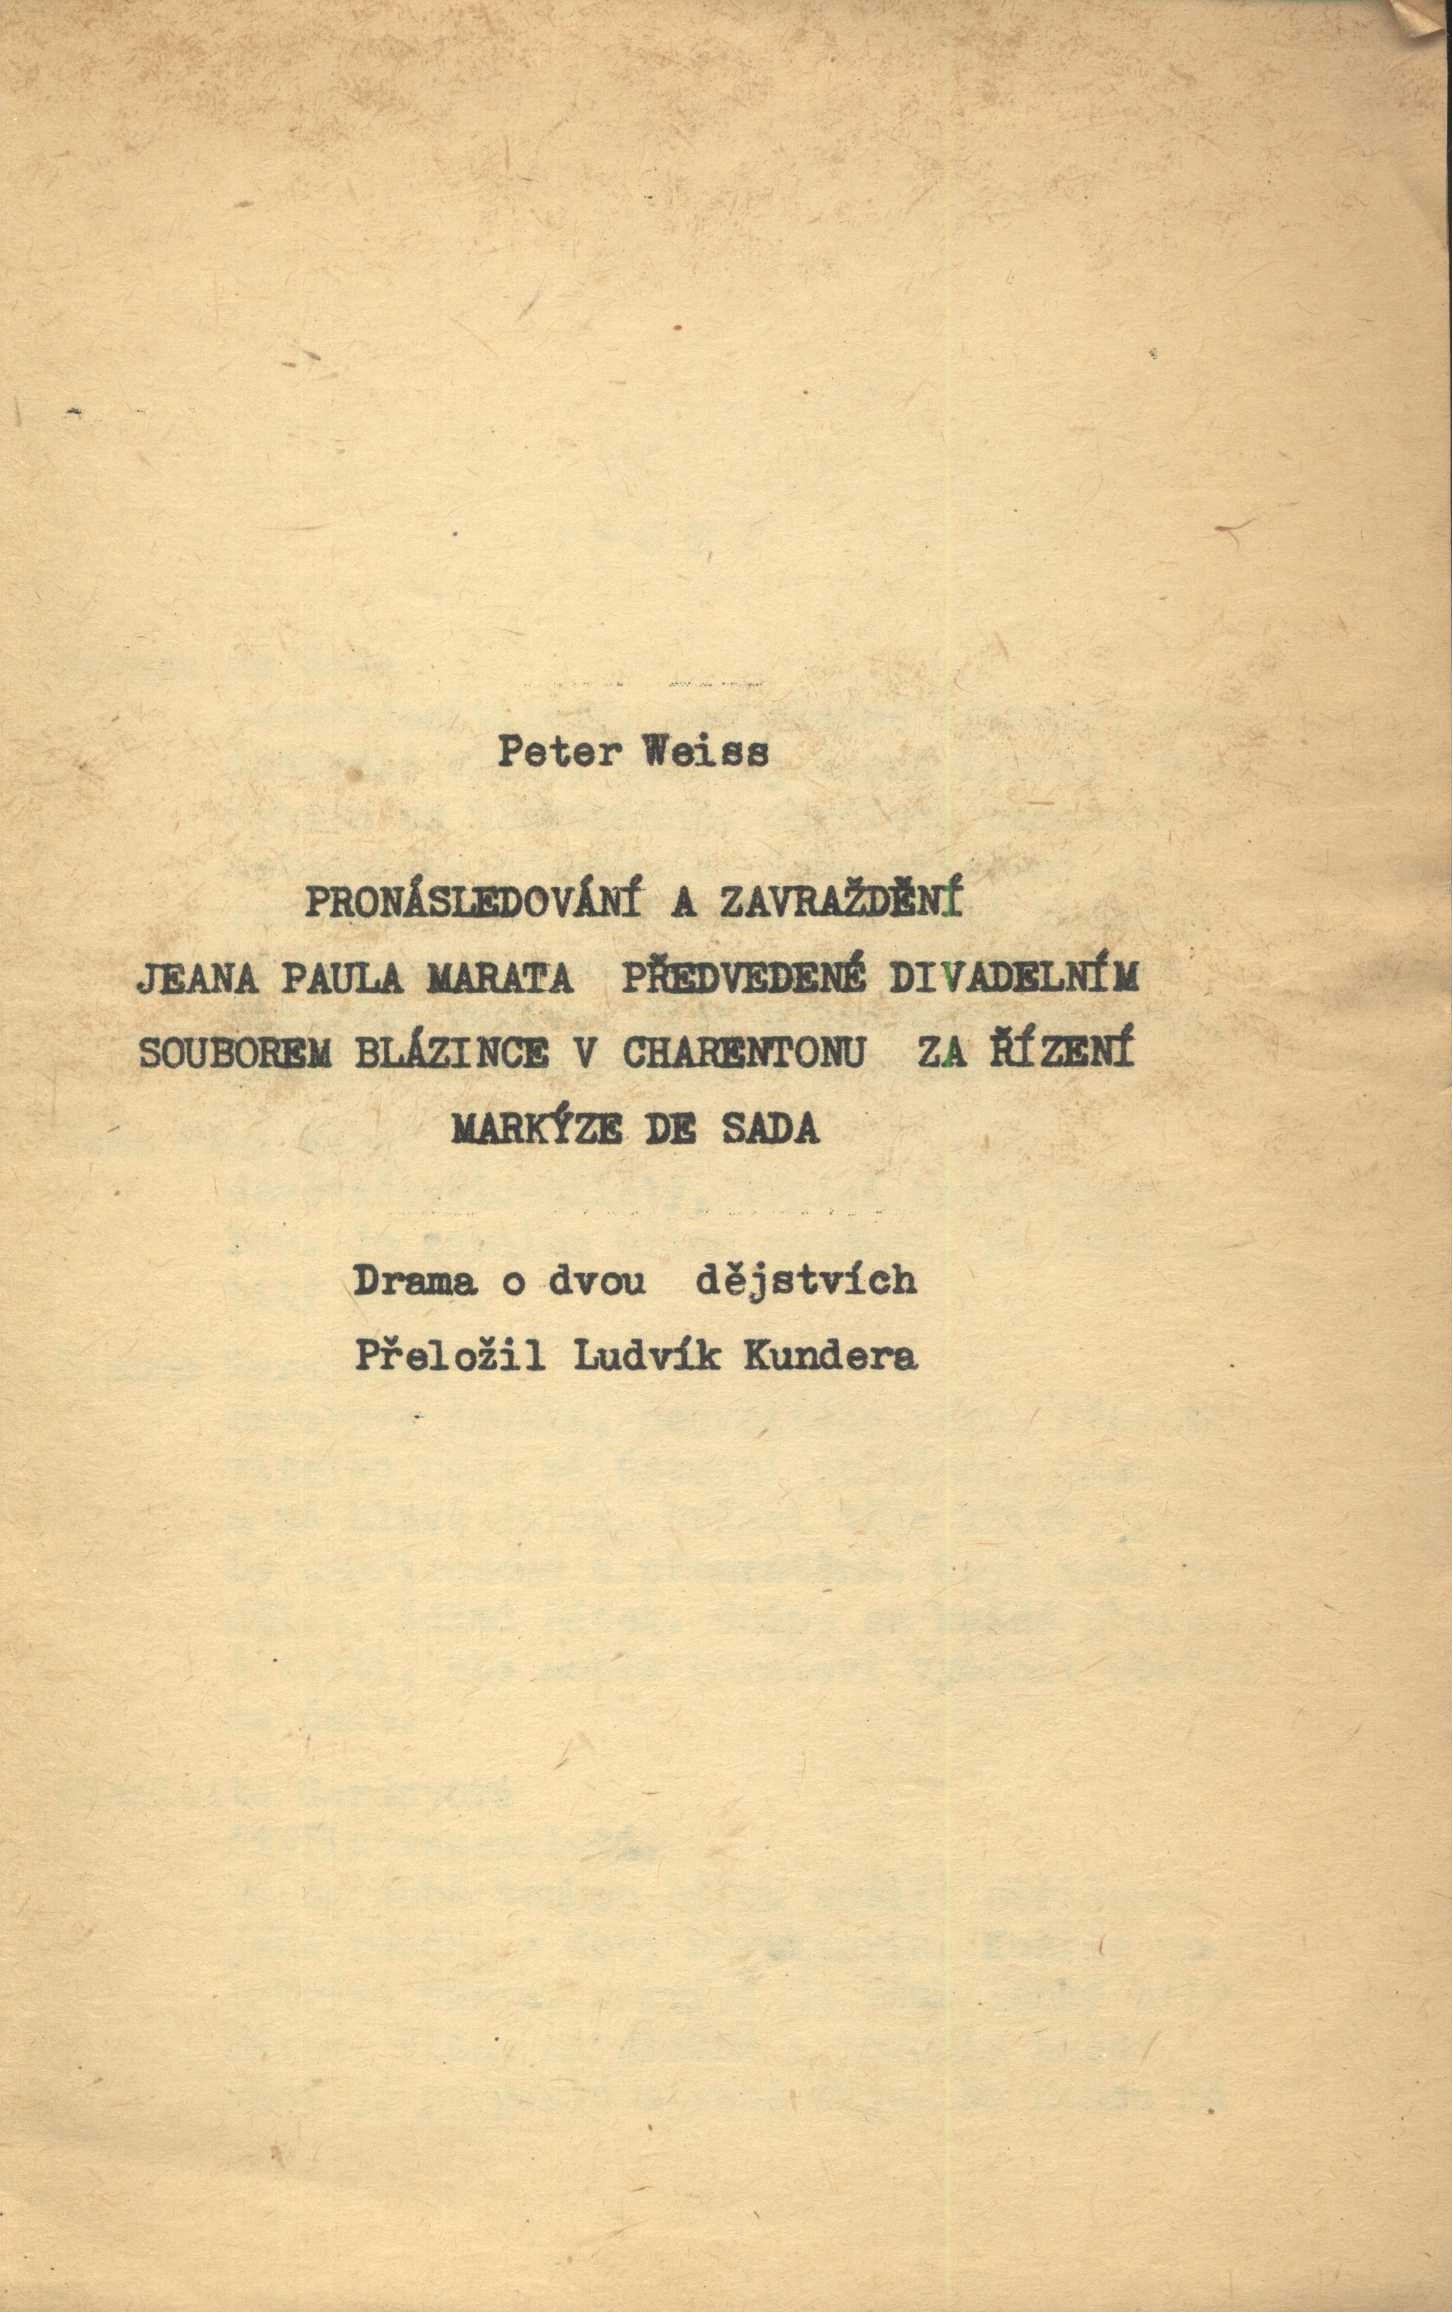 Peter Weiss
PRONÁSLEDOVÁNÍ A ZAVRAŽDĚNÍ
JEANA PAULA MARATA PŘEDVEDENÉ DIVADELNÍM
SOUBOREM BLÁZINCE V CHARENTONU ZA ŘÍZENÍ
MARKÝZE DE SADA
Drama o dvou dějstvích
Přeložil Ludvík Kundera